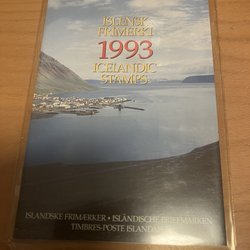 ÍSLENSK
FRÍMERKI
1993
ICELANDIC
STAMPS
ISLANDSKE FRIMÆRKER • ISLÄNDISCHE BRIEFMARKEN
TIMBRES-POSTE ISLANDAIS